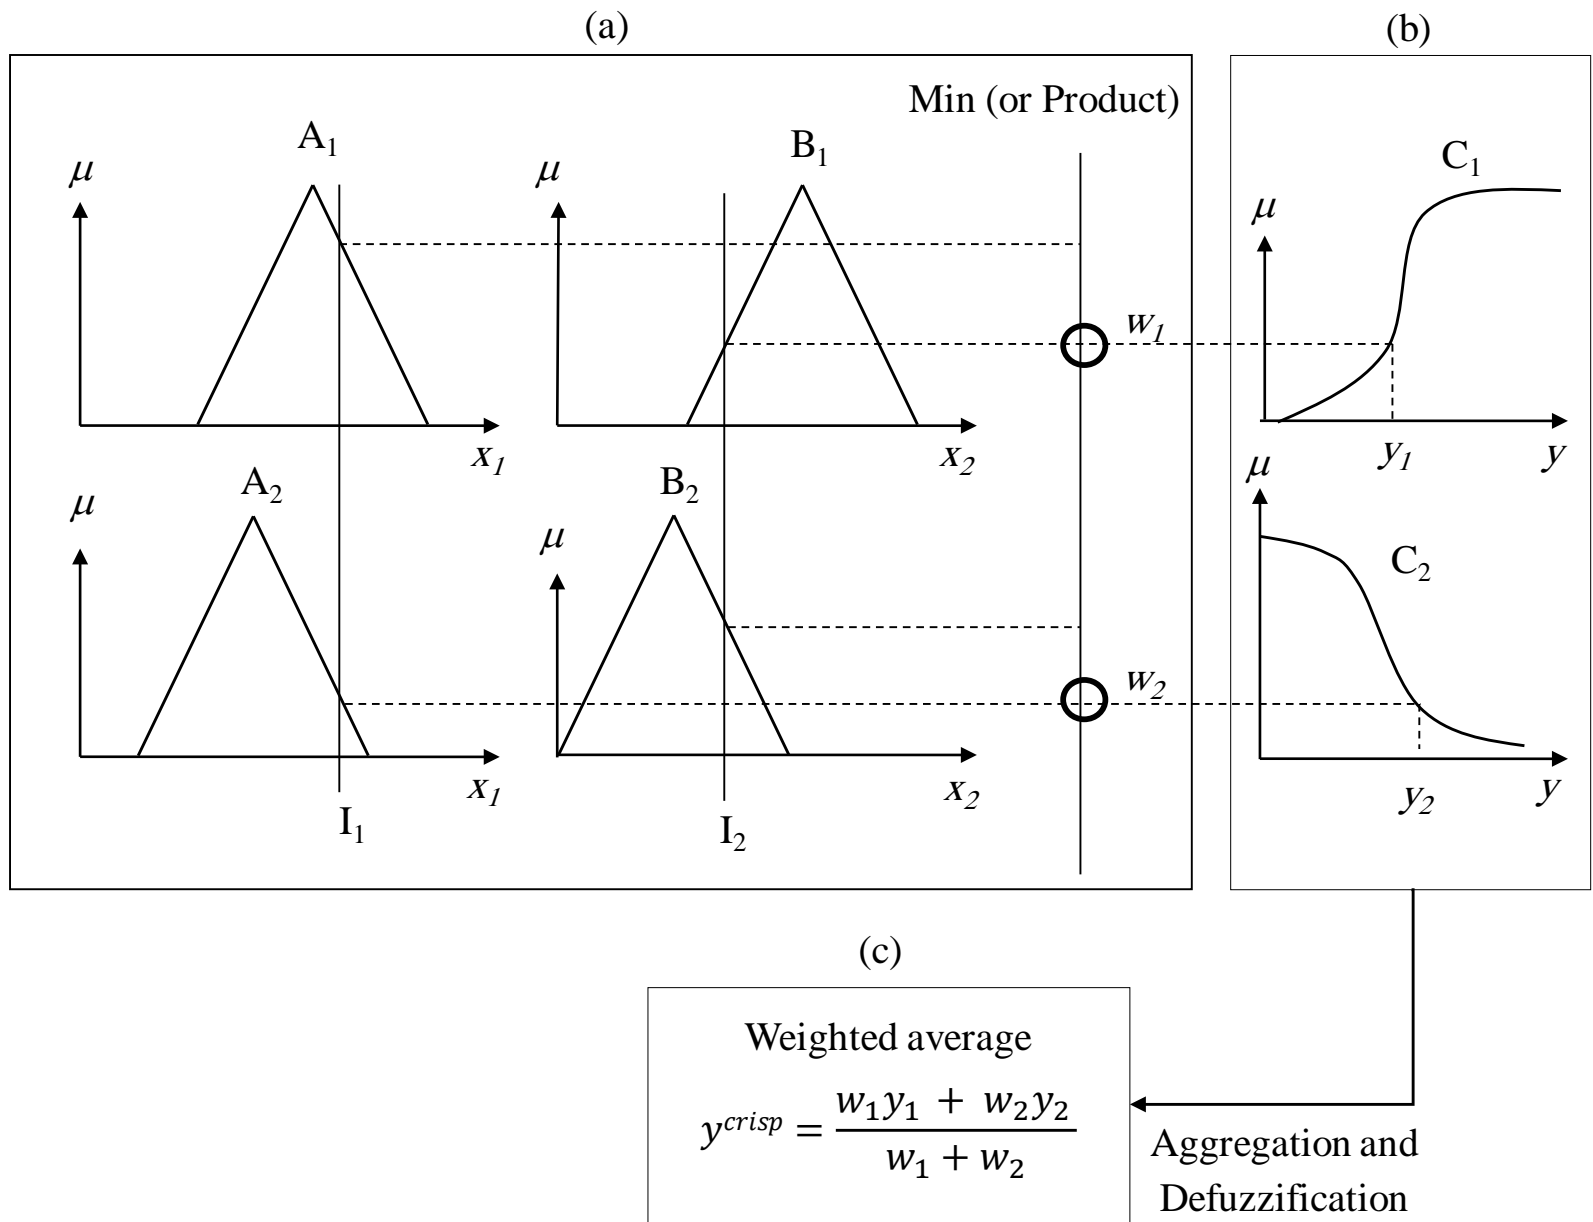 (a)
(b)
Min (or Product)
A₁
B₁
C₁
μ
μ
μ
w₁
x₁
x₂
y₁
y
A₂
B₂
C₂
μ
μ
μ
w₂
x₁
x₂
y₂
y
I₁
I₂
(c)
Weighted average
y^{crisp} = \frac{w₁y₁ + w₂y₂}{w₁ + w₂}
Aggregation and
Defuzzification